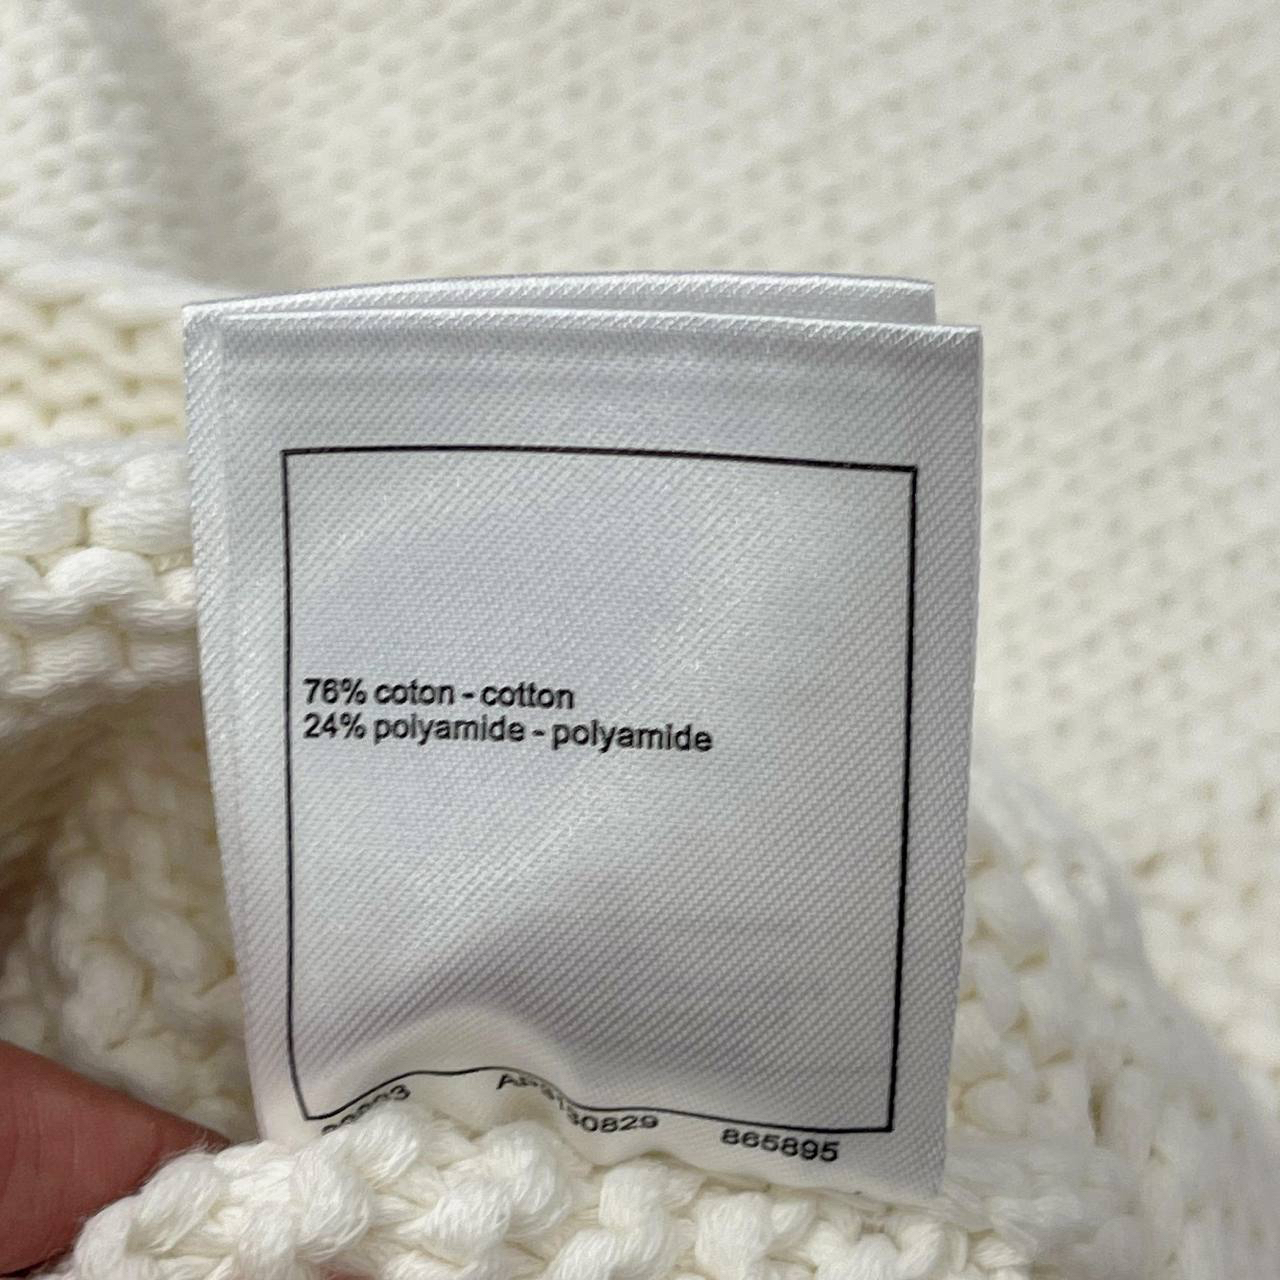 76% coton - cotton
24% polyamide - polyamide
865895